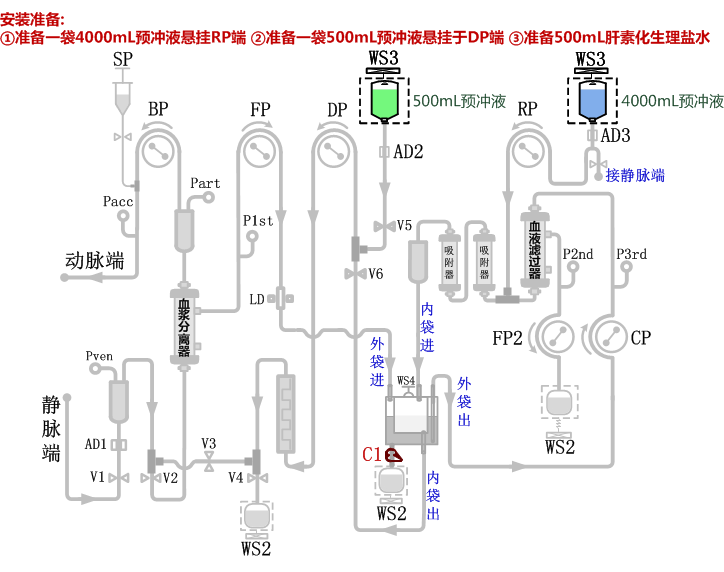 安装准备:
①准备一袋4000mL预冲液悬挂RP端 ②准备一袋500mL预冲液悬挂于DP端 ③准备500mL肝素化生理盐水
SP
WS3
WS3
BP
FP
DP
500mL预冲液
RP
4000mL预冲液
AD2
AD3
接静脉端
Part
Pacc
P1st
V5
动脉端
V6
吸附器
吸附器
血液滤过器
P2nd
P3rd
LD
血浆分离器
内袋进
外袋进
FP2
CP
Pven
WS4
外袋出
静脉端
AD1
V3
C1
WS2
V1
V2
V4
内袋出
WS2
WS2